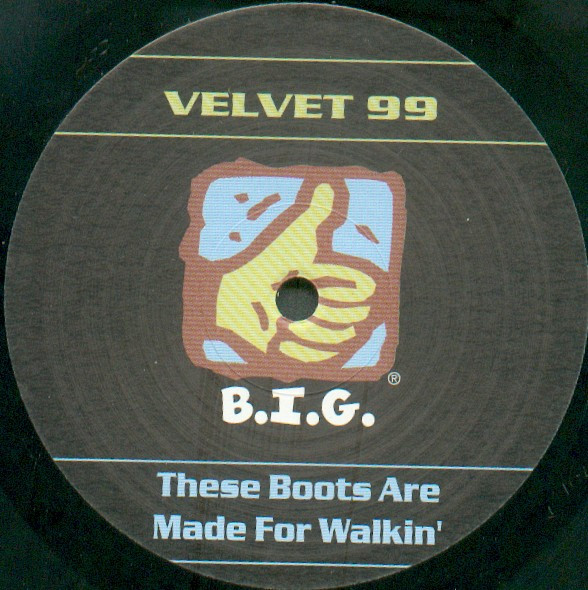 VELVET 99
®
B.I.G.
These Boots Are
Made For Walkin'